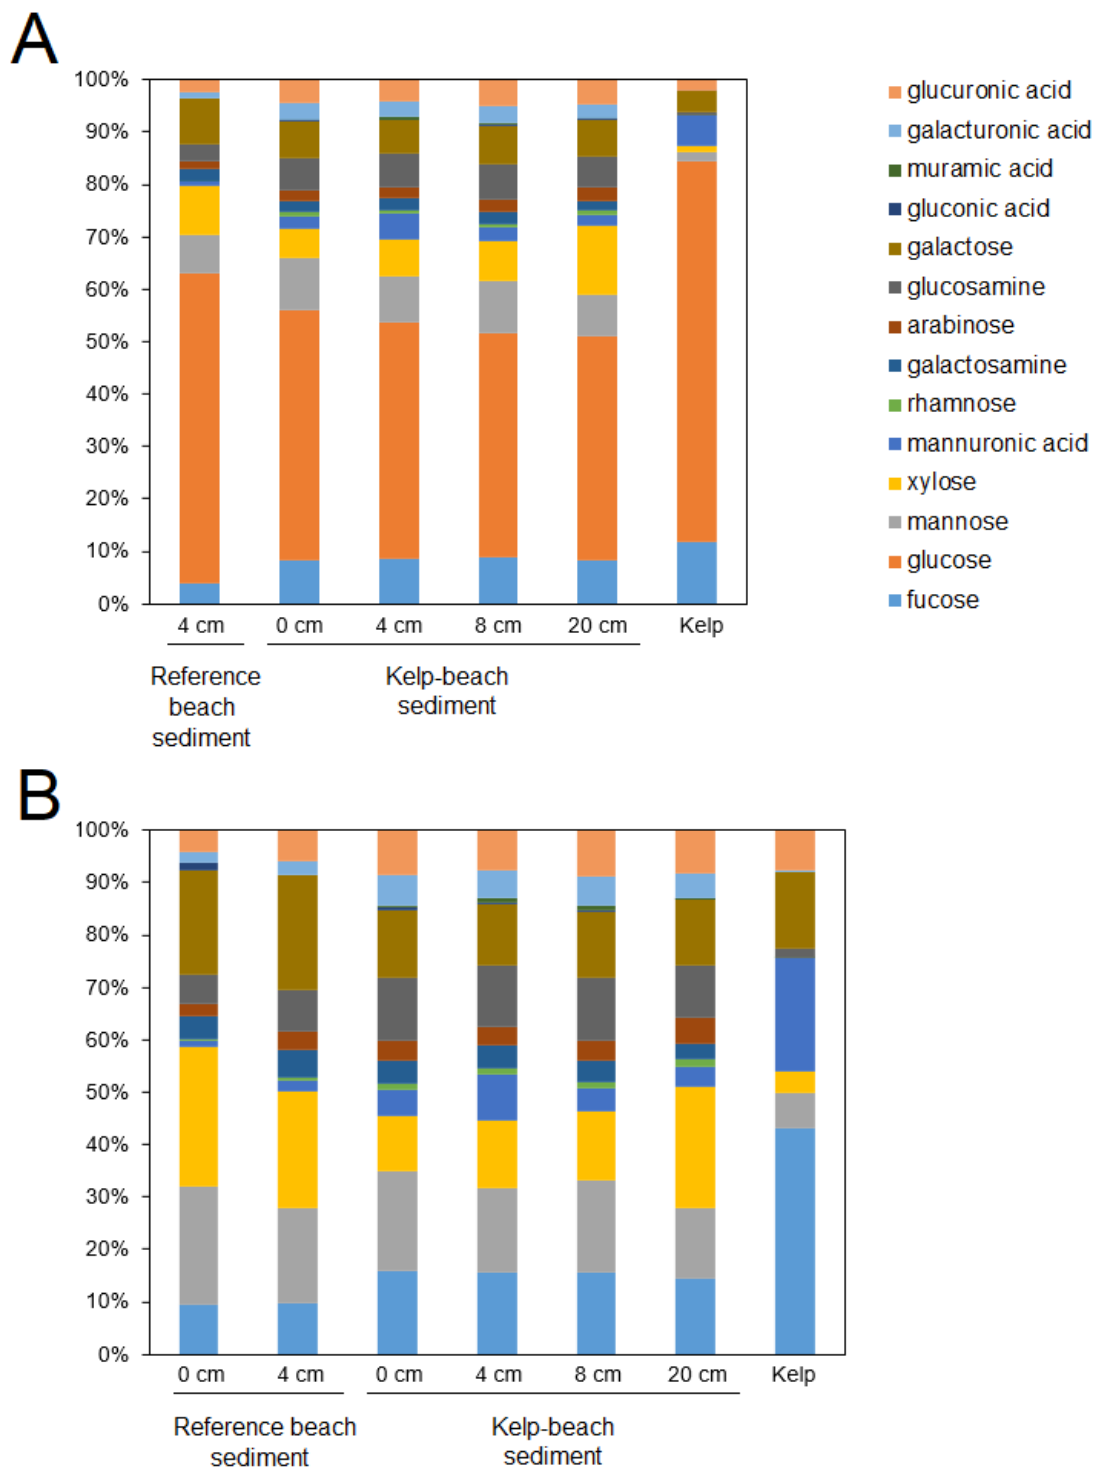 A
100%
90%
80%
70%
60%
50%
40%
30%
20%
10%
0%
4 cm
0 cm
4 cm
8 cm
20 cm
Kelp
Reference
beach
sediment
Kelp-beach
sediment
glucuronic acid
galacturonic acid
muramic acid
gluconic acid
galactose
glucosamine
arabinose
galactosamine
rhamnose
mannuronic acid
xylose
mannose
glucose
fucose
B
100%
90%
80%
70%
60%
50%
40%
30%
20%
10%
0%
0 cm
4 cm
0 cm
4 cm
8 cm
20 cm
Kelp
Reference beach
sediment
Kelp-beach
sediment